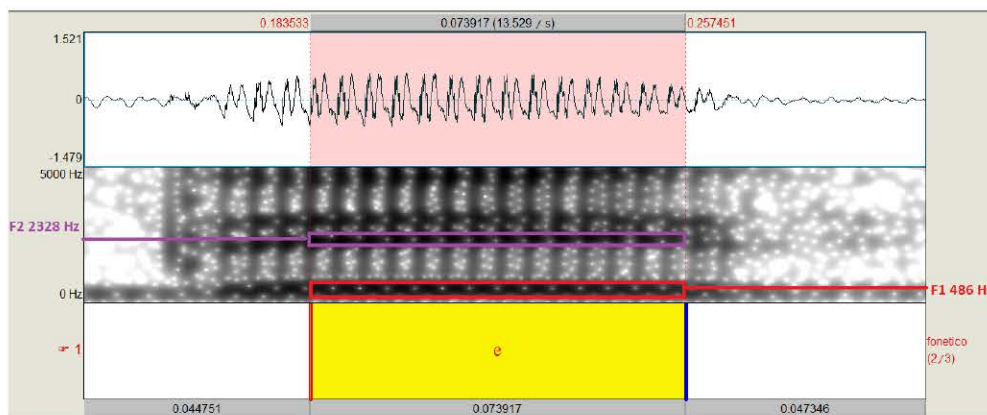 0.183533 0.073917 (13.529 / s) 0.257451
1.521
0
-1.479
5000 Hz
F2 2328 Hz
0 Hz
F1 486 H
☞ 1 e fonetico
(2/3)
0.044751 0.073917 0.047346